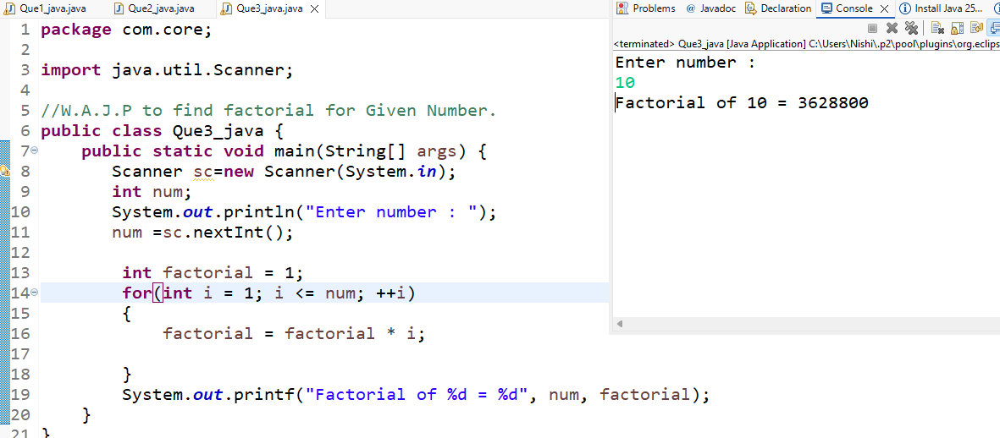 Que1_java.java Que2_java.java Que3_java.java
1 package com.core;
2
3 import java.util.Scanner;
4
5 //W.A.J.P to find factorial for Given Number.
6 public class Que3_java {
7 public static void main(String[] args) {
8 Scanner sc=new Scanner(System.in);
9 int num;
10 System.out.println("Enter number : ");
11 num =sc.nextInt();
12
13 int factorial = 1;
14 for(int i = 1; i <= num; ++i)
15 {
16 factorial = factorial * i;
17
18 }
19 System.out.printf("Factorial of %d = %d", num, factorial);
20 }
21 }
Problems @ Javadoc Declaration Console Install Java 25...
<terminated> Que3_java [Java Application] C:\Users\Nishi\.p2\pool\plugins\org.eclips
Enter number :
10
Factorial of 10 = 3628800